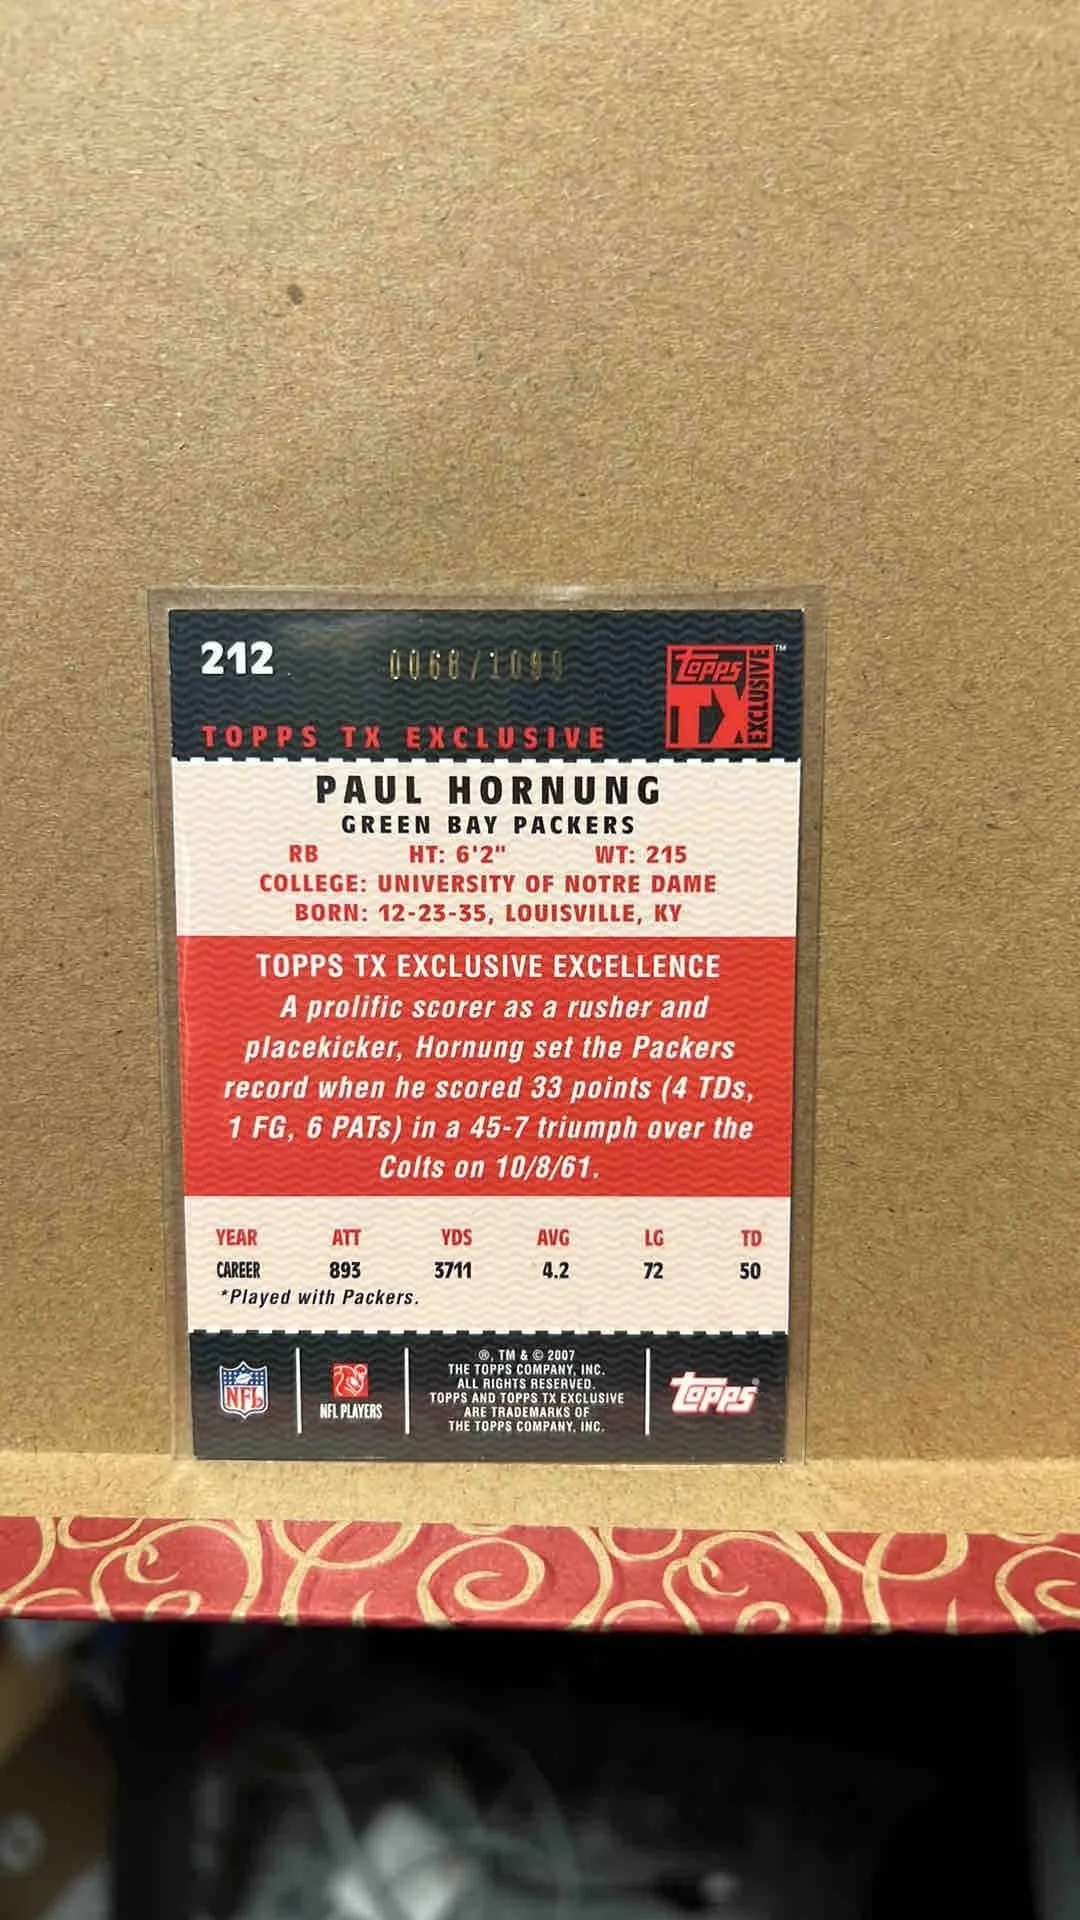 212
0068/1099
Topps TX EXCLUSIVE ™
TOPPS TX EXCLUSIVE
PAUL HORNUNG
GREEN BAY PACKERS
RB HT: 6'2" WT: 215
COLLEGE: UNIVERSITY OF NOTRE DAME
BORN: 12-23-35, LOUISVILLE, KY
TOPPS TX EXCLUSIVE EXCELLENCE
A prolific scorer as a rusher and
placekicker, Hornung set the Packers
record when he scored 33 points (4 TDs,
1 FG, 6 PATs) in a 45-7 triumph over the
Colts on 10/8/61.
YEAR ATT YDS AVG LG TD
CAREER 893 3711 4.2 72 50
*Played with Packers.
NFL
NFL PLAYERS
®, TM & © 2007
THE TOPPS COMPANY, INC.
ALL RIGHTS RESERVED.
TOPPS AND TOPPS TX EXCLUSIVE
ARE TRADEMARKS OF
THE TOPPS COMPANY, INC.
Topps®